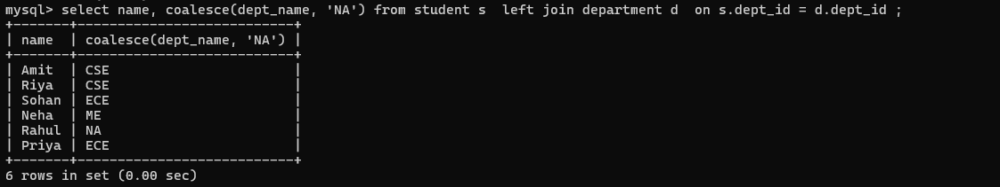 mysql> select name, coalesce(dept_name, 'NA') from student s  left join department d  on s.dept_id = d.dept_id ;
+-------+---------------------------+
| name  | coalesce(dept_name, 'NA') |
+-------+---------------------------+
| Amit  | CSE                       |
| Riya  | CSE                       |
| Sohan | ECE                       |
| Neha  | ME                        |
| Rahul | NA                        |
| Priya | ECE                       |
+-------+---------------------------+
6 rows in set (0.00 sec)